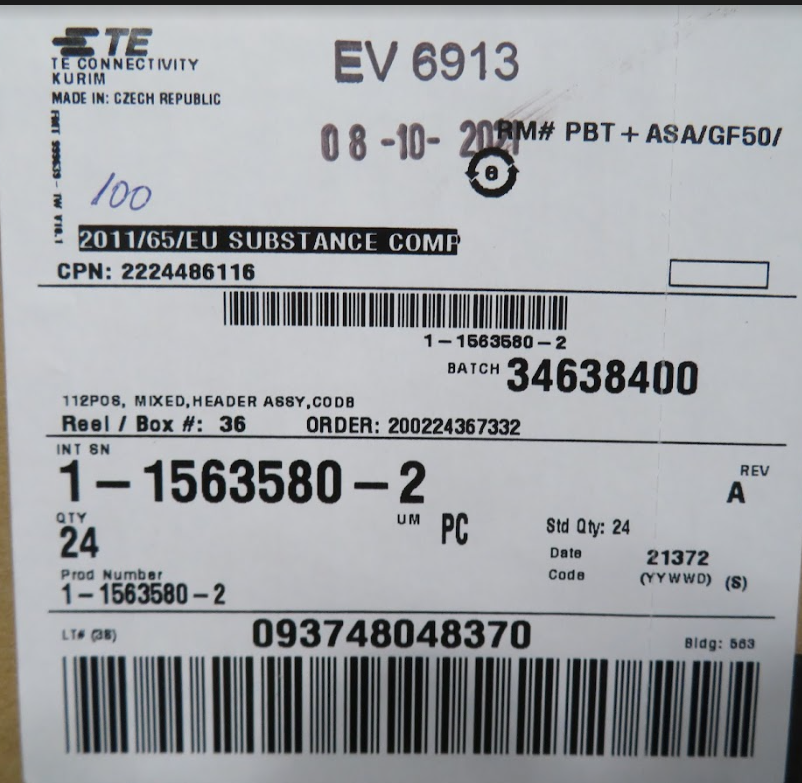 TE
TE CONNECTIVITY
KURIM
MADE IN: CZECH REPUBLIC
EV 6913
08-10-2021
RM# PBT + ASA/GF50/
e
100
2011/65/EU SUBSTANCE COMP
CPN: 2224486116
1-1563580-2
BATCH 34638400
112POS, MIXED,HEADER ASSY,CODB
Reel / Box #: 36 ORDER: 200224367332
INT SN
1-1563580-2
REV
A
QTY
24
UM PC
Std Qty: 24
Date 21372
Code (YYWWD) (S)
Prod Number
1-1563580-2
LT# (3S) 093748048370 Bldg: 563